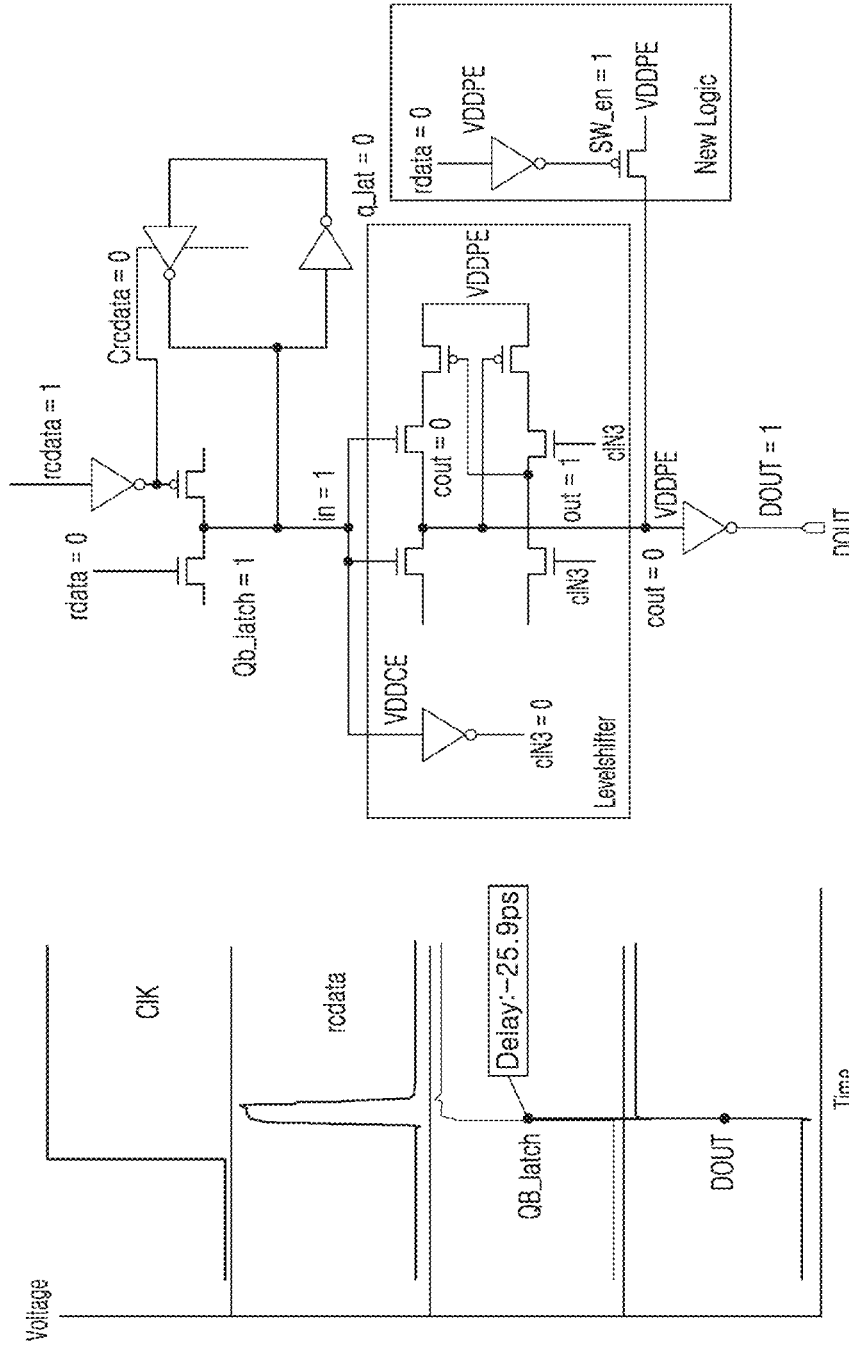 Voltage
ClK
rcdata
QB_latch
Delay:-25.9ps
DOUT
Time
rcdata = 1
rdata = 0
Crcdata = 0
Qb_latch = 1
q_lat = 0
in = 1
VDDCE
clN3 = 0
Levelshifter
cout = 0
VDDPE
out = 1
clN3
clN3
rdata = 0
VDDPE
SW_en = 1
VDDPE
New Logic
VDDPE
cout = 0
DOUT = 1
DOUT